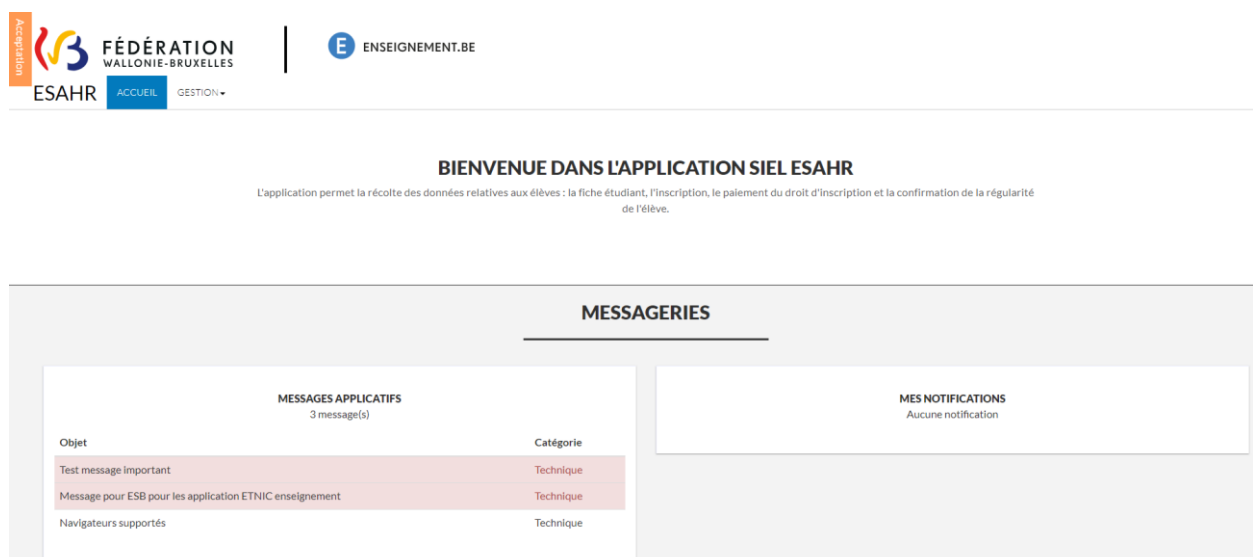 Acceptation
FÉDÉRATION
WALLONIE-BRUXELLES
E ENSEIGNEMENT.BE
ESAHR ACCUEIL GESTION
BIENVENUE DANS L'APPLICATION SIEL ESAHR
L'application permet la récolte des données relatives aux élèves : la fiche étudiant, l'inscription, le paiement du droit d'inscription et la confirmation de la régularité
de l'élève.
MESSAGERIES
MESSAGES APPLICATIFS
3 message(s)
Objet Catégorie
Test message important Technique
Message pour ESB pour les application ETNIC enseignement Technique
Navigateurs supportés Technique
MES NOTIFICATIONS
Aucune notification